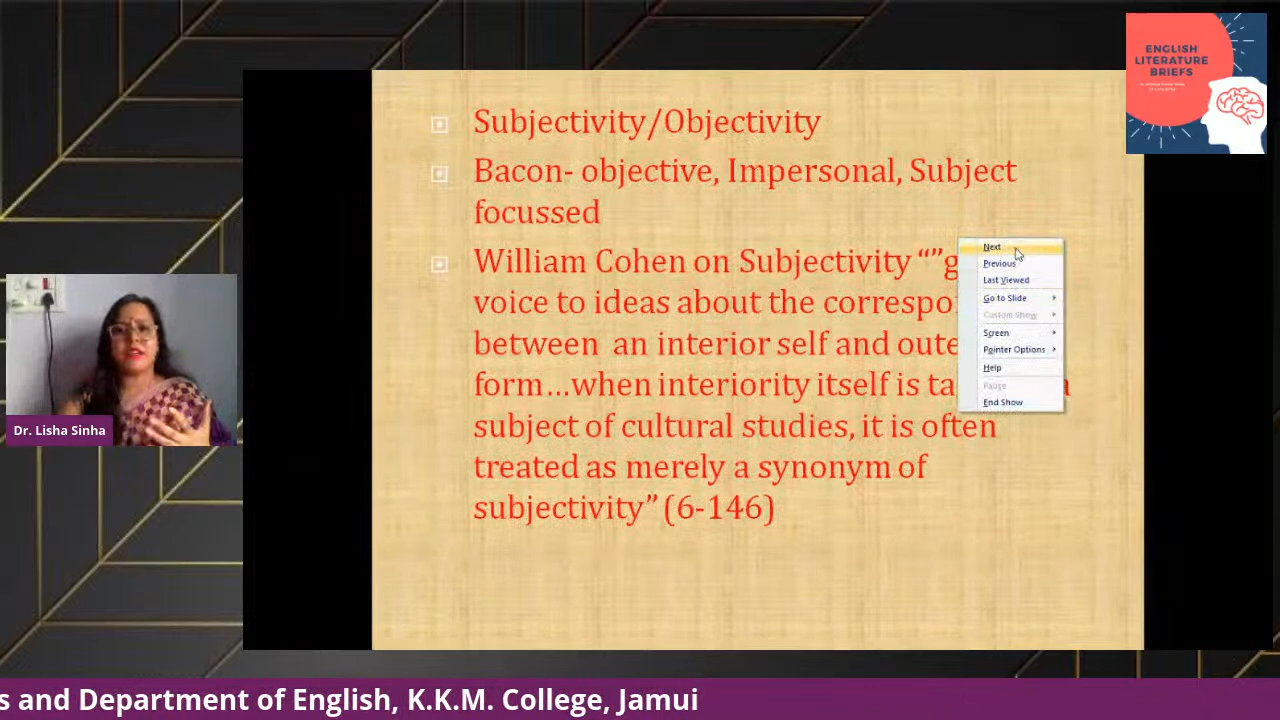 ENGLISH
LITERATURE
BRIEFS
Subjectivity/Objectivity
Bacon- objective, Impersonal, Subject
focussed
William Cohen on Subjectivity “”g
voice to ideas about the
between an interior self and
form…when interiority itself is
subject of cultural studies, it is often
treated as merely a synonym of
subjectivity” (6-146)
Next
Previous
Last Viewed
Go to Slide
Custom Show
Screen
Pointer Options
Help
Pause
End Show
Dr. Lisha Sinha
s and Department of English, K.K.M. College, Jamui